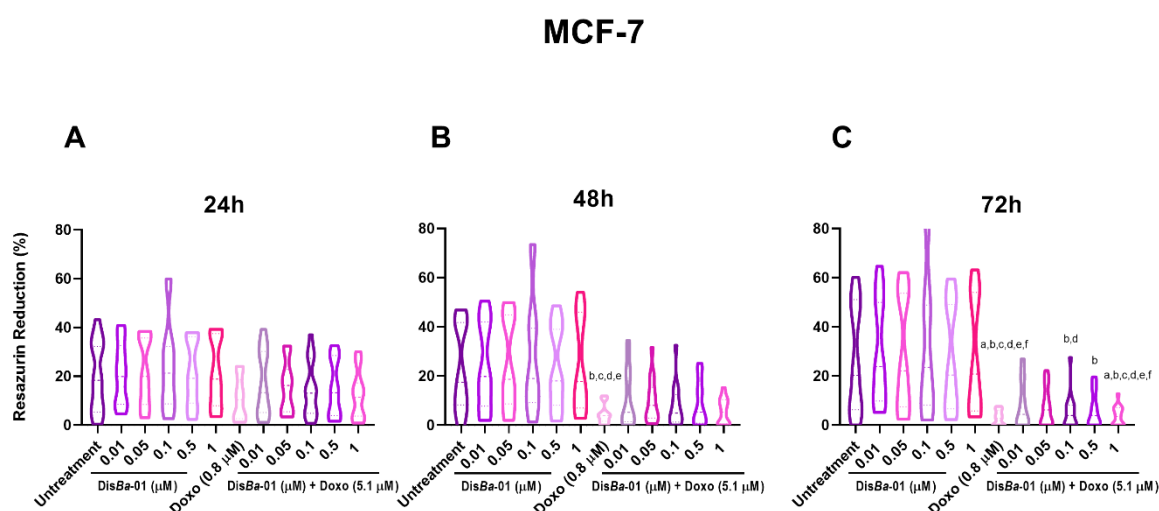 MCF-7
A
24h
Resazurin Reduction (%)
80
60
40
20
0
Untreatment
0.01
0.05
0.1
0.5
1
Doxo (0.8 μM)
0.01
0.05
0.1
0.5
1
DisBa-01 (μM)
DisBa-01 (μM) + Doxo (5.1 μM)
B
48h
80
60
40
20
0
b,c,d,e
Untreatment
0.01
0.05
0.1
0.5
1
Doxo (0.8 μM)
0.01
0.05
0.1
0.5
1
DisBa-01 (μM)
DisBa-01 (μM) + Doxo (5.1 μM)
C
72h
80
60
40
20
0
a,b,c,d,e,f
b,d
b
a,b,c,d,e,f
Untreatment
0.01
0.05
0.1
0.5
1
Doxo (0.8 μM)
0.01
0.05
0.1
0.5
1
DisBa-01 (μM)
DisBa-01 (μM) + Doxo (5.1 μM)